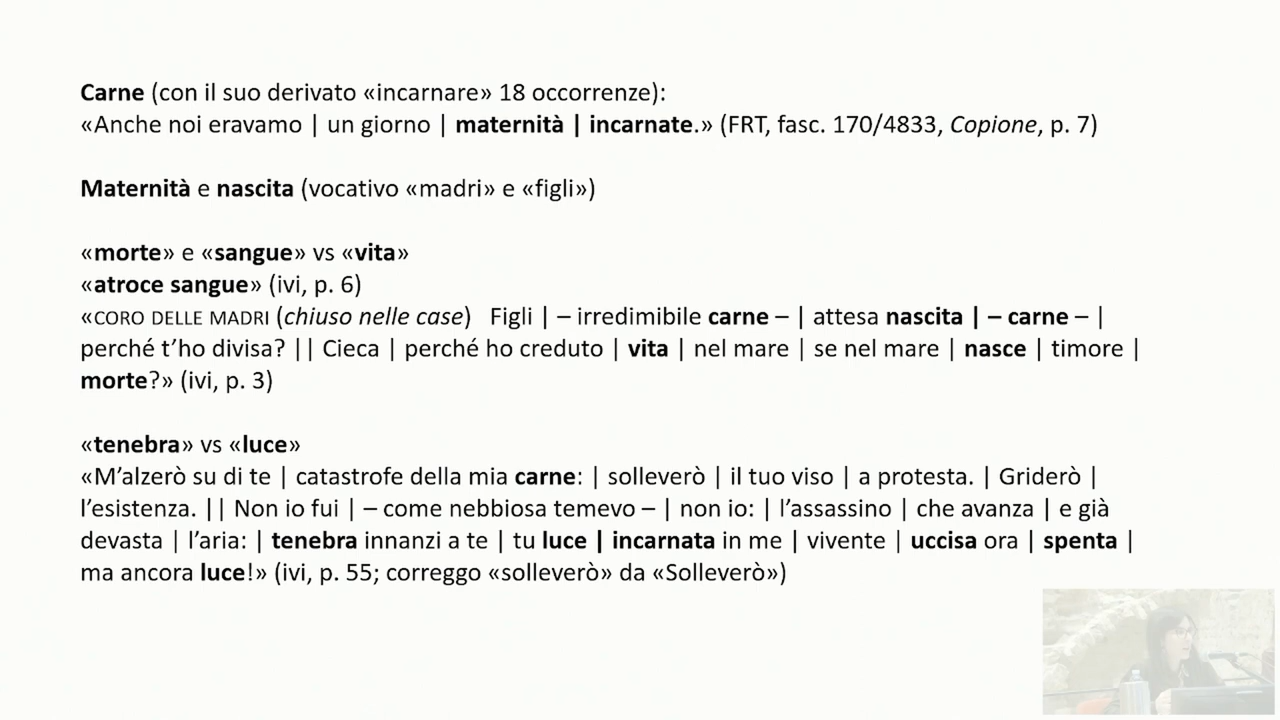 Carne (con il suo derivato «incarnare» 18 occorrenze):
«Anche noi eravamo | un giorno | maternità | incarnate.» (FRT, fasc. 170/4833, Copione, p. 7)
Maternità e nascita (vocativo «madri» e «figli»)
«morte» e «sangue» vs «vita»
«atroce sangue» (ivi, p. 6)
«CORO DELLE MADRI (chiuso nelle case) Figli | – irredimibile carne – | attesa nascita | – carne – |
perché t’ho divisa? || Cieca | perché ho creduto | vita | nel mare | se nel mare | nasce | timore |
morte?» (ivi, p. 3)
«tenebra» vs «luce»
«M’alzerò su di te | catastrofe della mia carne: | solleverò | il tuo viso | a protesta. | Griderò |
l’esistenza. || Non io fui | – come nebbiosa temevo – | non io: | l’assassino | che avanza | e già
devasta | l’aria: | tenebra innanzi a te | tu luce | incarnata in me | vivente | uccisa ora | spenta |
ma ancora luce!» (ivi, p. 55; correggo «solleverò» da «Solleverò»)